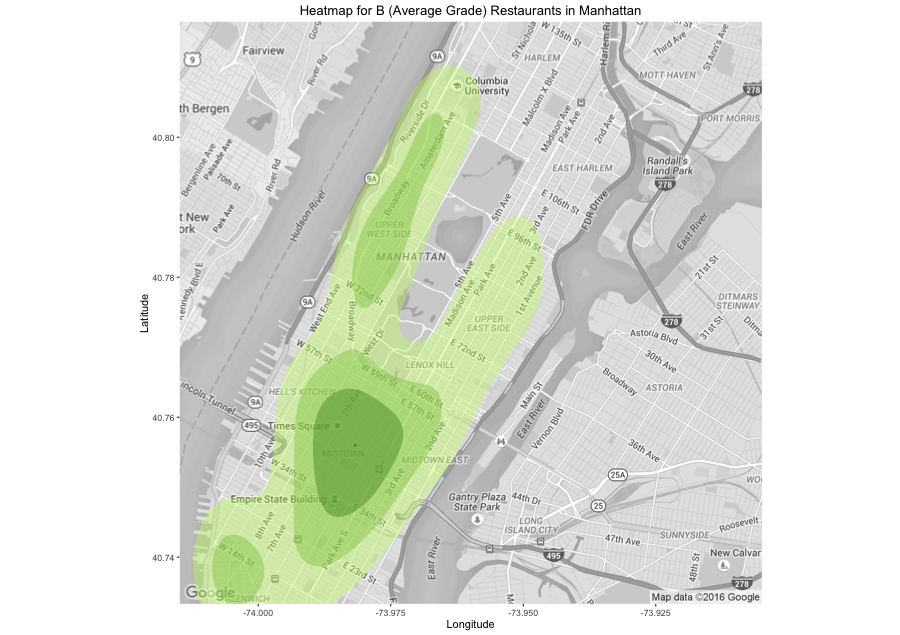 Heatmap for B (Average Grade) Restaurants in Manhattan
Latitude
40.80
40.78
40.76
40.74
-74.000
-73.975
-73.950
-73.925
Longitude
9
Fairview
River Rd
9A
Columbia
University
W 135th St
HARLEM
Malcolm X Blvd
Third Ave
St Ann's Ave
MOTT HAVEN
278
PORT MORRIS
th Bergen
Bergenline Ave
Palisade Ave
70th St
River Rd
Park Ave
Riverside Dr
Amsterdam Ave
Madison Ave
Park Ave
2nd Ave
EAST HARLEM
Randall's
Island Park
278
9A
Broadway
Hudson River
5th Ave
E 106th St
3rd Ave
FDR Drive
East River
UPPER
WEST SIDE
E 96th St
MANHATTAN
21st St
5th Ave
Madison Ave
Park Ave
2nd Ave
1st Avenue
W 72nd St
West End Ave
Broadway
West Dr
9A
UPPER
EAST SIDE
DITMARS
STEINWAY
278
31st St
Astoria Blvd
30th Ave
W 57th St
E 72nd St
LENOX HILL
W 59th St
Broadway
ASTORIA
HELL'S KITCHEN
7th Ave
E 60th St
E 57th St
Main St
East River
Vernon Blvd
incoln Tunnel
9A
495
Times Square
10th Ave
2nd Ave
36th Ave
MIDTOWN
MIDTOWN EAST
W 34th St
3rd Ave
21A
Empire State Building
E 34th St
Gantry Plaza
State Park
44th Dr
25
LONG
ISLAND CITY
47th Ave
Roosevelt
SUNNYSIDE
8th Ave
7th Ave
Park Ave S
W 14th St
E 23rd St
East River
495
48th St
New Calvar
278
Google
Map data ©2016 Google